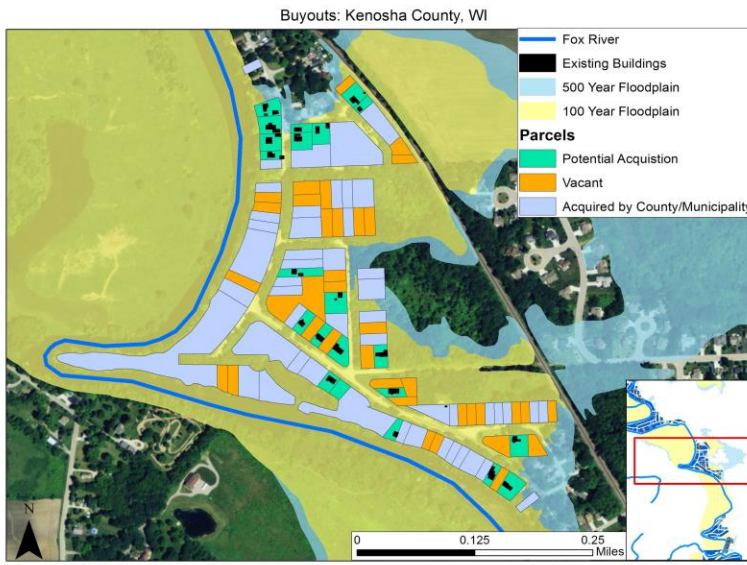 Buyouts: Kenosha County, WI
Fox River
Existing Buildings
500 Year Floodplain
100 Year Floodplain
Parcels
Potential Acquistion
Vacant
Acquired by County/Municipality
N
0 0.125 0.25
Miles